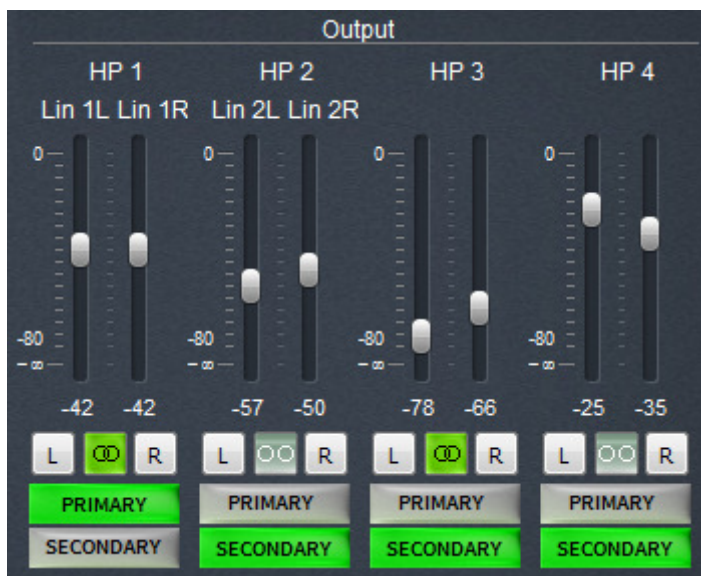 Output
HP 1 HP 2 HP 3 HP 4
Lin 1L Lin 1R Lin 2L Lin 2R
0 0 0 0
-80 -80 -80 -80
-∞ -∞ -∞ -∞
-42 -42 -57 -50 -78 -66 -25 -35
L R L R L R L R
PRIMARY PRIMARY PRIMARY PRIMARY
SECONDARY SECONDARY SECONDARY SECONDARY